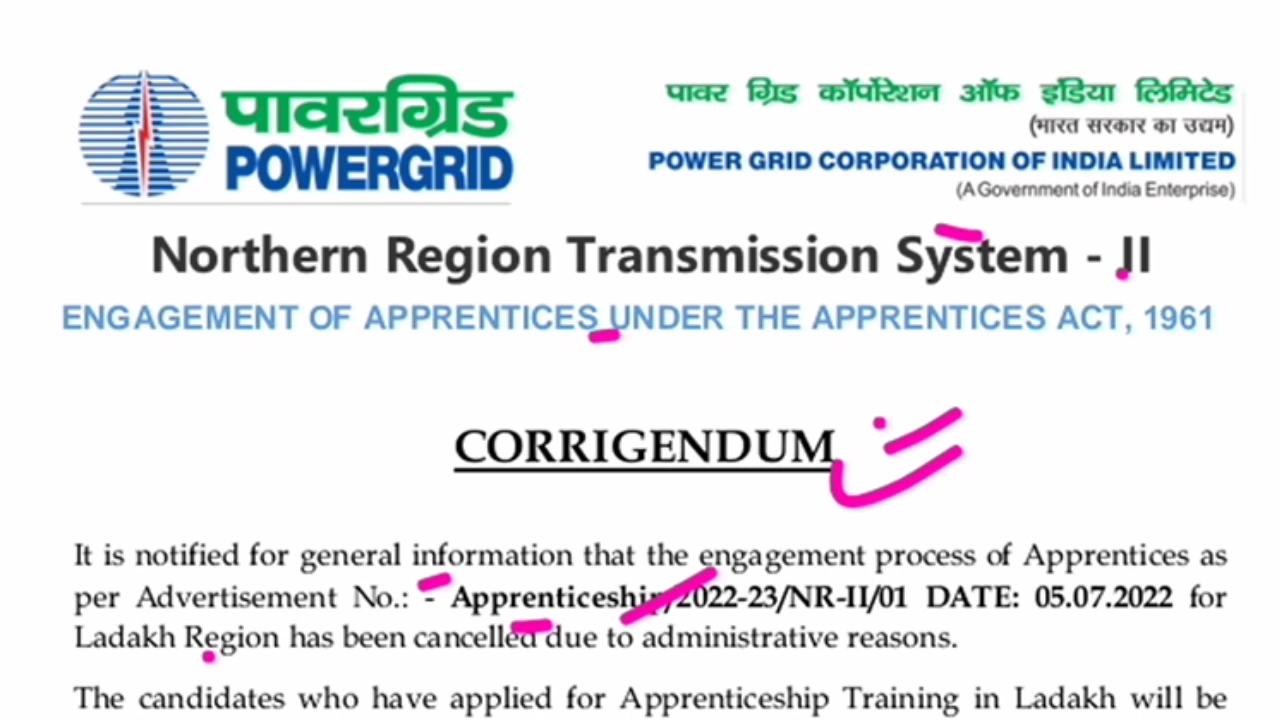 पावरग्रिड
POWERGRID
पावर ग्रिड कॉर्पोरेशन ऑफ इंडिया लिमिटेड
(भारत सरकार का उद्यम)
POWER GRID CORPORATION OF INDIA LIMITED
(A Government of India Enterprise)
Northern Region Transmission System - II
ENGAGEMENT OF APPRENTICES UNDER THE APPRENTICES ACT, 1961
CORRIGENDUM
It is notified for general information that the engagement process of Apprentices as
per Advertisement No.: - Apprenticeship/2022-23/NR-II/01 DATE: 05.07.2022 for
Ladakh Region has been cancelled due to administrative reasons.
The candidates who have applied for Apprenticeship Training in Ladakh will be